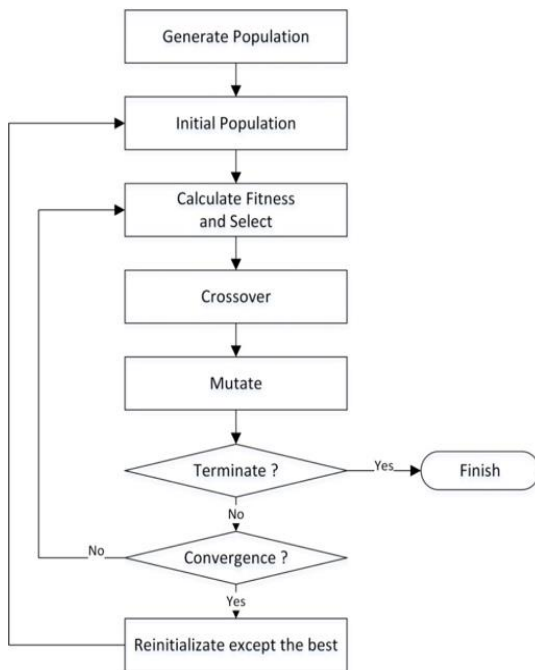 Generate Population
Initial Population
Calculate Fitness
and Select
Crossover
Mutate
Terminate ?
Yes
Finish
No
Convergence ?
No
Yes
Reinitializate except the best